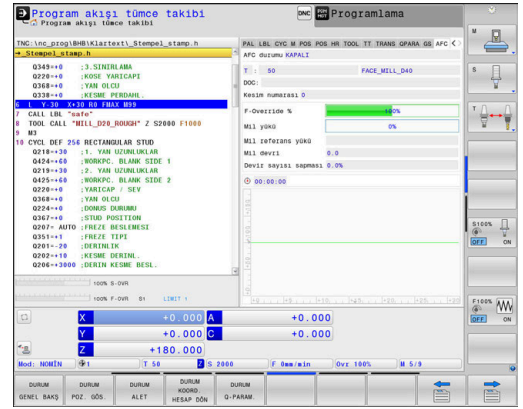 Program akışı tümce takibi
Program akışı tümce takibi
DNC
Programlama
TNC:\nc_prog\BHB\Klartext\_Stempel_stamp.h
→_Stempel_stamp.h
Q349=+0 ;3.SINIRLAMA
Q220=+0 ;KOSE YARICAPI
Q368=+0 ;YAN OLCU
Q338=+0 ;KESME PERDAHL.
6 L Y-30 X+30 R0 FMAX M99
7 CALL LBL "safe"
8 TOOL CALL "MILL_D20_ROUGH" Z S2000 F1000
9 M3
10 CYCL DEF 256 RECTANGULAR STUD
Q218=+30 ;1. YAN UZUNLUKLAR
Q424=+60 ;WORKPC. BLANK SIDE 1
Q219=+30 ;2. YAN UZUNLUKLAR
Q425=+60 ;WORKPC. BLANK SIDE 2
Q220=+0 ;YARICAP / SEV
Q368=+0 ;YAN OLCU
Q224=+0 ;DONUS DURUMU
Q367=+0 ;STUD POSITION
Q207= AUTO ;FREZE BESLEMESI
Q351=+1 ;FREZE TIPI
Q201=-20 ;DERINLIK
Q202=+10 ;KESME DERINL.
Q206=+3000 ;DERIN KESME BESL.
100% S-OVR
100% F-OVR S1 LIMIT 1
PAL LBL CYC M POS POS HR TOOL TT TRANS QPARA GS AFC
AFC durumu KAPALI
T : 50 FACE_MILL_D40
DOC:
Kesim numarası 0
F-Override % 100%
Mil yükü 0%
Mil referans yükü
Mil devri 0.0
Devir sayısı sapması 0.0%
00:00:00
X +0.000 A +0.000
Y +0.000 C +0.000
Z +180.000
Mod: NOMİN 1 T 50 Z S 2000 F 0mm/min Ovr 100% M 5/9
DURUM GENEL BAKŞ
DURUM POZ. GÖS.
DURUM ALET
DURUM KOORD. HESAP DÖN
DURUM Q-PARAM.
M
S
T
S100%
OFF ON
F100%
OFF ON